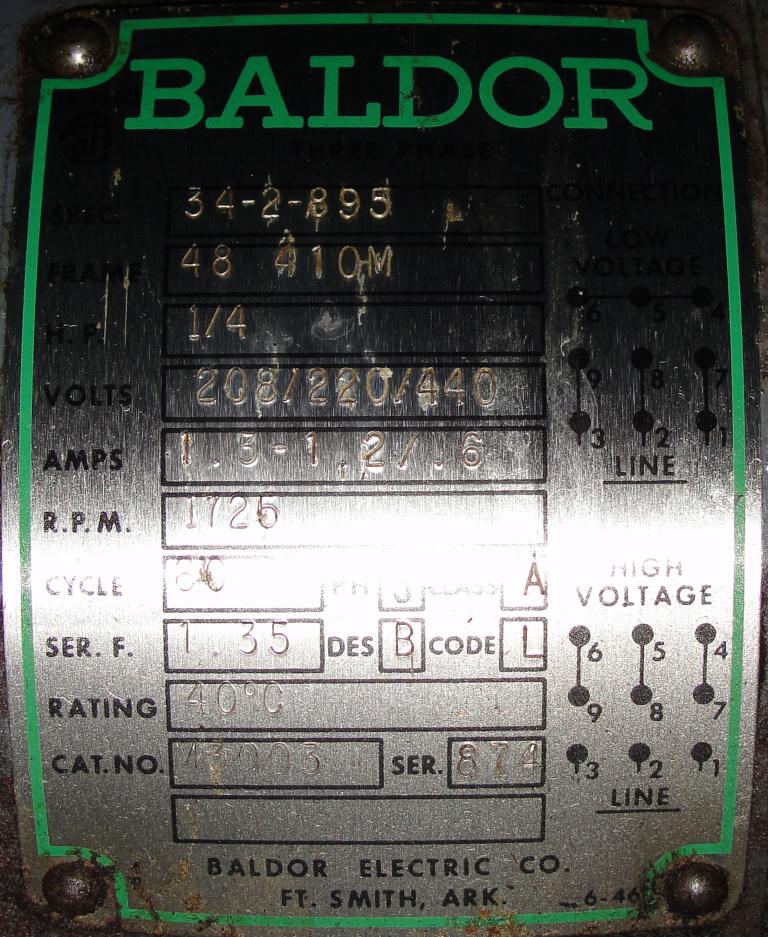 BALDOR
THREE PHASE
SPEC. 34-2-895
FRAME 48 410M
H.P. 1/4
VOLTS 208/220/440
AMPS 1.3-1.2/.6
R.P.M. 1725
CYCLE 60 PH 3 CLASS A
SER. F. 1.35 DES B CODE L
RATING 40°C
CAT.NO. SER. 874
CONNECTION
LOW
VOLTAGE
6 5 4
9 8 7
3 2 1
LINE
HIGH
VOLTAGE
6 5 4
9 8 7
3 2 1
LINE
BALDOR ELECTRIC CO.
FT. SMITH, ARK.